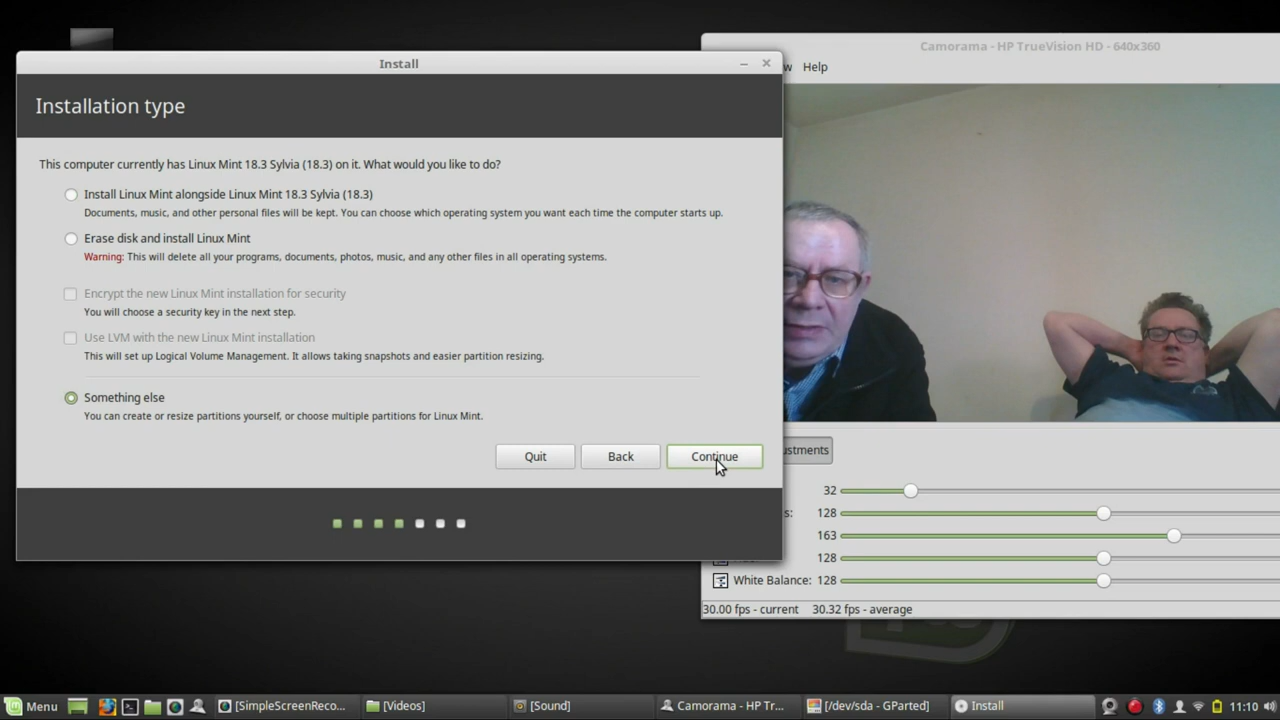 Camorama - HP TrueVision HD - 640x360
Install
Help
Installation type
This computer currently has Linux Mint 18.3 Sylvia (18.3) on it. What would you like to do?
Install Linux Mint alongside Linux Mint 18.3 Sylvia (18.3)
Documents, music, and other personal files will be kept. You can choose which operating system you want each time the computer starts up.
Erase disk and install Linux Mint
Warning: This will delete all your programs, documents, photos, music, and any other files in all operating systems.
Encrypt the new Linux Mint installation for security
You will choose a security key in the next step.
Use LVM with the new Linux Mint installation
This will set up Logical Volume Management. It allows taking snapshots and easier partition resizing.
Something else
You can create or resize partitions yourself, or choose multiple partitions for Linux Mint.
Quit Back Continue
ustments
32
s: 128
163
128
White Balance: 128
30.00 fps - current 30.32 fps - average
Menu [SimpleScreenReco... [Videos] [Sound] Camorama - HP Tr... [/dev/sda - GParted] Install 11:10